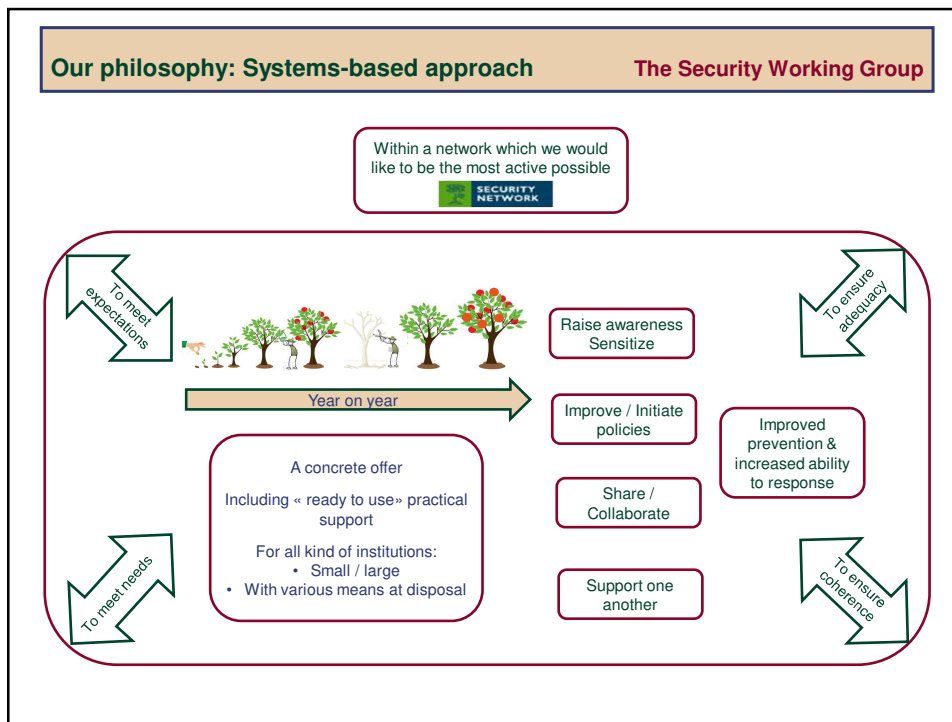 Our philosophy: Systems-based approach
The Security Working Group
Within a network which we would
like to be the most active possible
SECURITY
NETWORK
To meet
expectations
To ensure
adequacy
Year on year
Raise awareness
Sensitize
Improve / Initiate
policies
Share /
Collaborate
Support one
another
Improved
prevention &
increased ability
to response
A concrete offer
Including « ready to use» practical
support
For all kind of institutions:
• Small / large
• With various means at disposal
To meet needs
To ensure
coherence